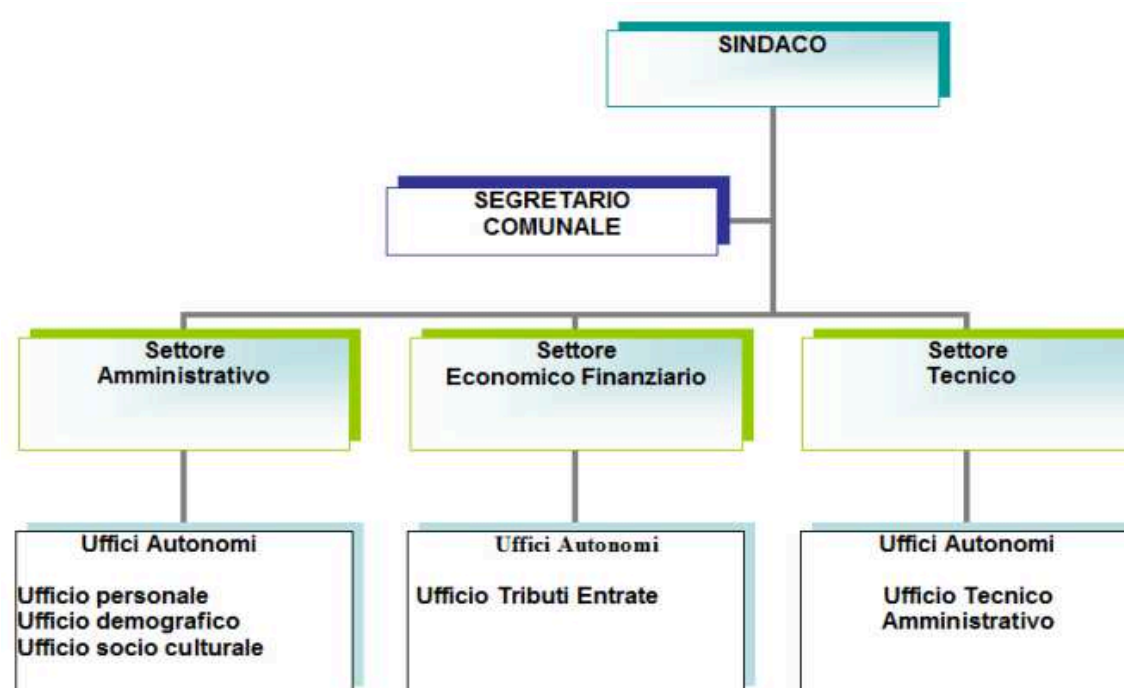 SINDACO
SEGRETARIO
COMUNALE
Settore
Amministrativo
Settore
Economico Finanziario
Settore
Tecnico
Uffici Autonomi
Ufficio personale
Ufficio demografico
Ufficio socio culturale
Uffici Autonomi
Ufficio Tributi Entrate
Uffici Autonomi
Ufficio Tecnico
Amministrativo